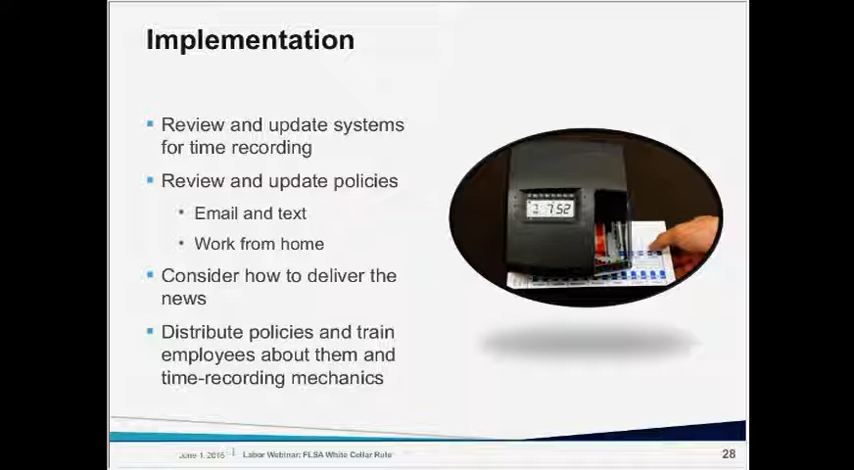 Implementation
Review and update systems
for time recording
Review and update policies
Email and text
Work from home
Consider how to deliver the
news
Distribute policies and train
employees about them and
time-recording mechanics
7:52
June 1, 2016
Labor Webinar: FLSA White Collar Rule
28